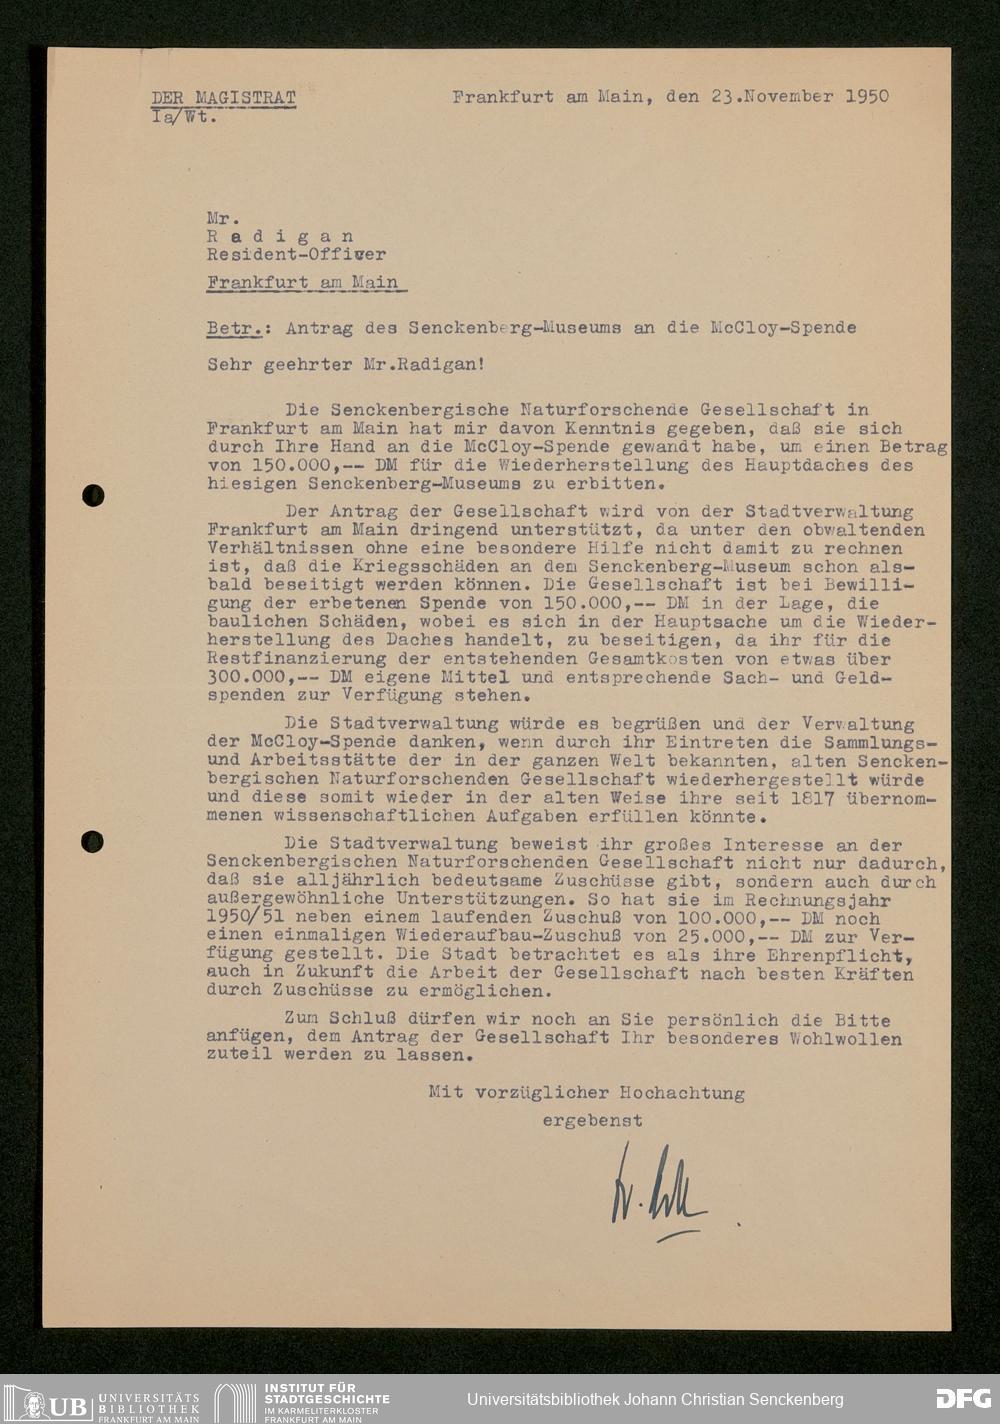 DER MAGISTRAT
Ia/Wt.
Frankfurt am Main, den 23.November 1950
Mr.
R a d i g a n
Resident-Officer
Frankfurt am Main
Betr.: Antrag des Senckenberg-Museums an die McCloy-Spende
Sehr geehrter Mr.Radigan!
Die Senckenbergische Naturforschende Gesellschaft in
Frankfurt am Main hat mir davon Kenntnis gegeben, daß sie sich
durch Ihre Hand an die McCloy-Spende gewandt habe, um einen Betrag
von 150.000,-- DM für die Wiederherstellung des Hauptdaches des
hiesigen Senckenberg-Museums zu erbitten.
Der Antrag der Gesellschaft wird von der Stadtverwaltung
Frankfurt am Main dringend unterstützt, da unter den obwaltenden
Verhältnissen ohne eine besondere Hilfe nicht damit zu rechnen
ist, daß die Kriegsschäden an dem Senckenberg-Museum schon als-
bald beseitigt werden können. Die Gesellschaft ist bei Bewilli-
gung der erbetenen Spende von 150.000,-- DM in der Lage, die
baulichen Schäden, wobei es sich in der Hauptsache um die Wieder-
herstellung des Daches handelt, zu beseitigen, da ihr für die
Restfinanzierung der entstehenden Gesamtkosten von etwas über
300.000,-- DM eigene Mittel und entsprechende Sach- und Geld-
spenden zur Verfügung stehen.
Die Stadtverwaltung würde es begrüßen und der Verwaltung
der McCloy-Spende danken, wenn durch ihr Eintreten die Sammlungs-
und Arbeitsstätte der in der ganzen Welt bekannten, alten Sencken-
bergischen Naturforschenden Gesellschaft wiederhergestellt würde
und diese somit wieder in der alten Weise ihre seit 1817 übernom-
menen wissenschaftlichen Aufgaben erfüllen könnte.
Die Stadtverwaltung beweist ihr großes Interesse an der
Senckenbergischen Naturforschenden Gesellschaft nicht nur dadurch,
daß sie alljährlich bedeutsame Zuschüsse gibt, sondern auch durch
außergewöhnliche Unterstützungen. So hat sie im Rechnungsjahr
1950/51 neben einem laufenden Zuschuß von 100.000,-- DM noch
einen einmaligen Wiederaufbau-Zuschuß von 25.000,-- DM zur Ver-
fügung gestellt. Die Stadt betrachtet es als ihre Ehrenpflicht,
auch in Zukunft die Arbeit der Gesellschaft nach besten Kräften
durch Zuschüsse zu ermöglichen.
Zum Schluß dürfen wir noch an Sie persönlich die Bitte
anfügen, dem Antrag der Gesellschaft Ihr besonderes Wohlwollen
zuteil werden zu lassen.
Mit vorzüglicher Hochachtung
ergebenst
UB UNIVERSITÄTS
BIBLIOTHEK
FRANKFURT AM MAIN
INSTITUT FÜR
STADTGESCHICHTE
IM KARMELITERKLOSTER
FRANKFURT AM MAIN
Universitätsbibliothek Johann Christian Senckenberg
DFG